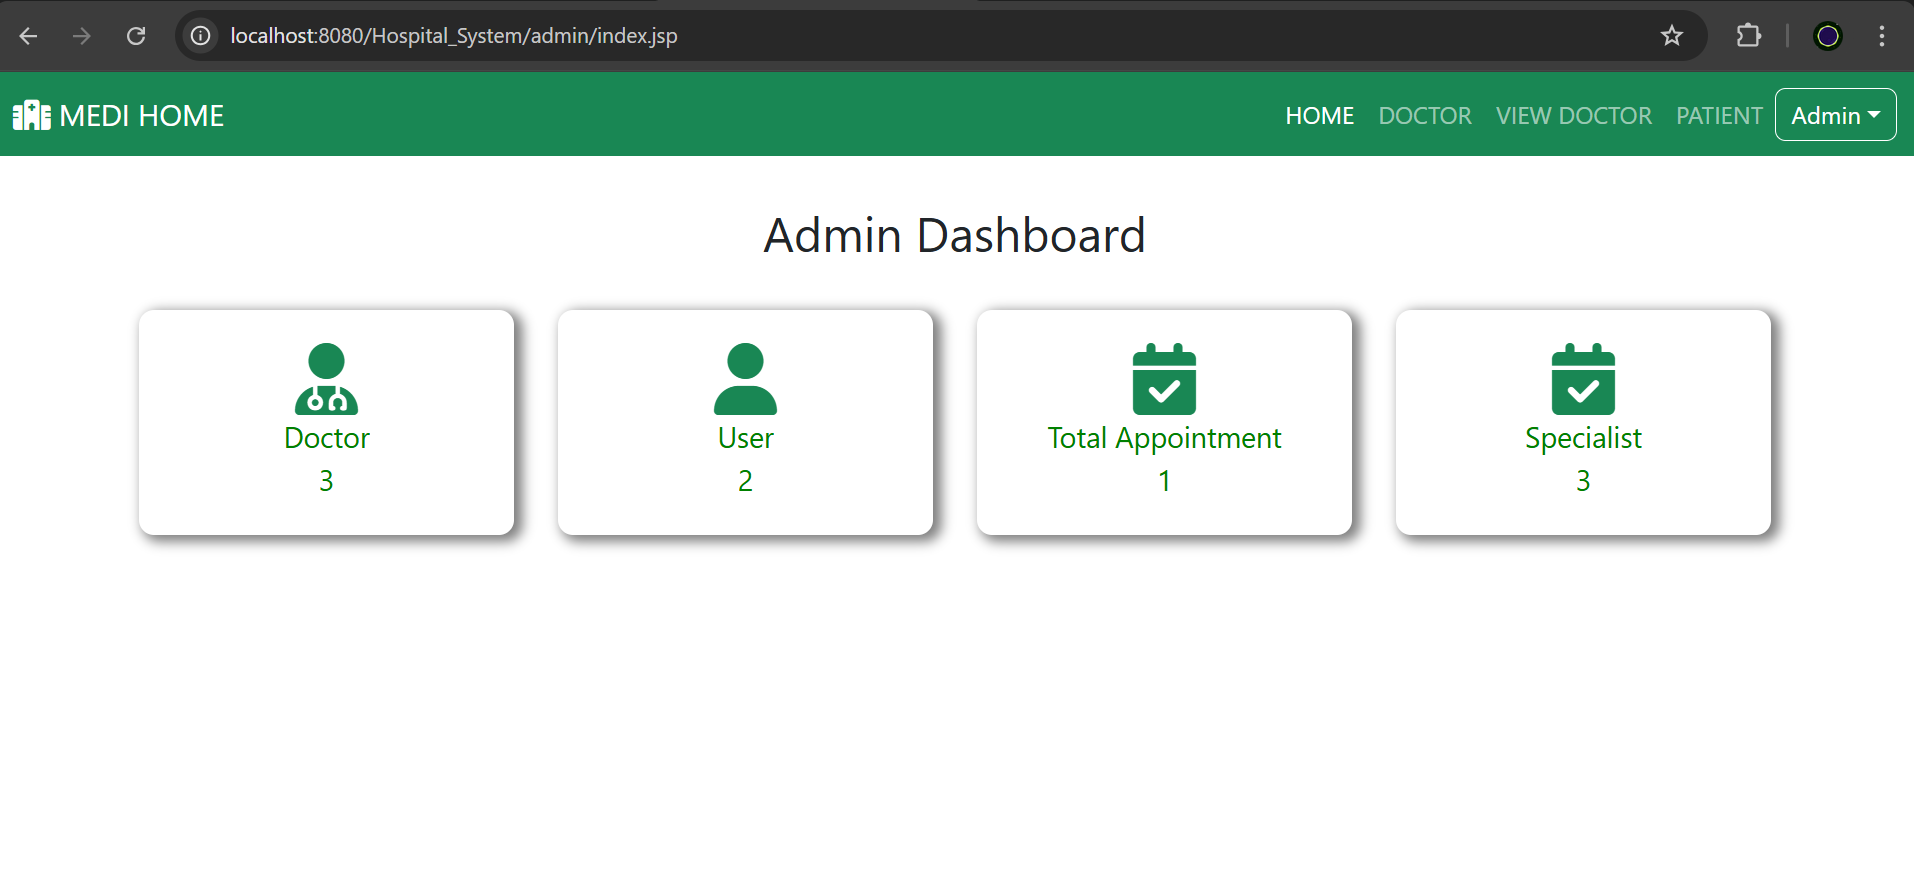 localhost:8080/Hospital_System/admin/index.jsp
MEDI HOME
HOME DOCTOR VIEW DOCTOR PATIENT Admin
Admin Dashboard
Doctor
3
User
2
Total Appointment
1
Specialist
3